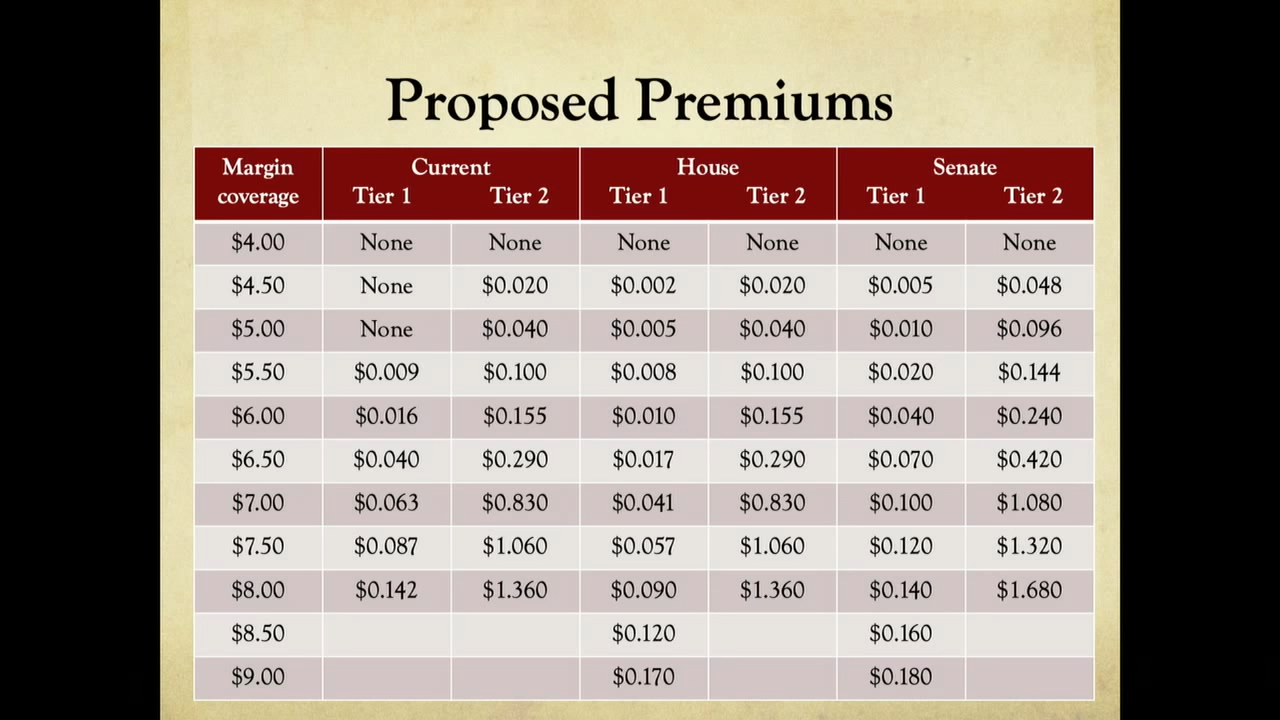 Proposed Premiums
Margin coverage Current House Senate
Tier 1 Tier 2 Tier 1 Tier 2 Tier 1 Tier 2
$4.00 None None None None None None
$4.50 None $0.020 $0.002 $0.020 $0.005 $0.048
$5.00 None $0.040 $0.005 $0.040 $0.010 $0.096
$5.50 $0.009 $0.100 $0.008 $0.100 $0.020 $0.144
$6.00 $0.016 $0.155 $0.010 $0.155 $0.040 $0.240
$6.50 $0.040 $0.290 $0.017 $0.290 $0.070 $0.420
$7.00 $0.063 $0.830 $0.041 $0.830 $0.100 $1.080
$7.50 $0.087 $1.060 $0.057 $1.060 $0.120 $1.320
$8.00 $0.142 $1.360 $0.090 $1.360 $0.140 $1.680
$8.50 $0.120 $0.160
$9.00 $0.170 $0.180